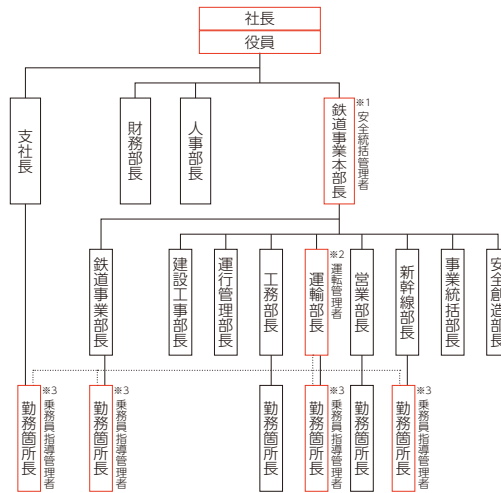 社長
役員
支社長
財務部長
人事部長
鉄道事業本部長
※1
安全統括管理者
鉄道事業部長
建設工事部長
運行管理部長
工務部長
運輸部長
※2
運転管理者
営業部長
新幹線部長
事業統括部長
安全創造部長
勤務箇所長
※3
乗務員指導管理者
勤務箇所長
※3
乗務員指導管理者
勤務箇所長
勤務箇所長
※3
乗務員指導管理者
勤務箇所長
勤務箇所長
※3
乗務員指導管理者